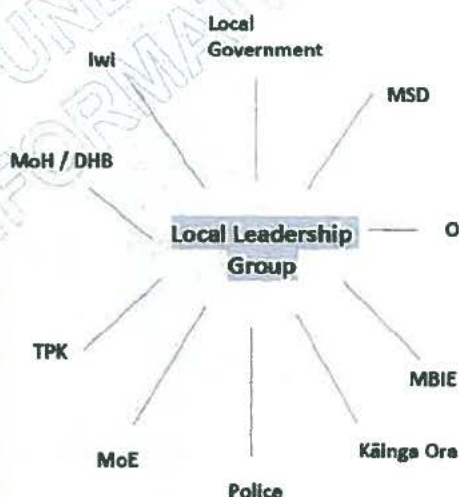 Local
Government
Iwi
MSD
MoH / DHB
Local Leadership
Group
O
TPK
MBIE
MoE
Kāinga Ora
Police